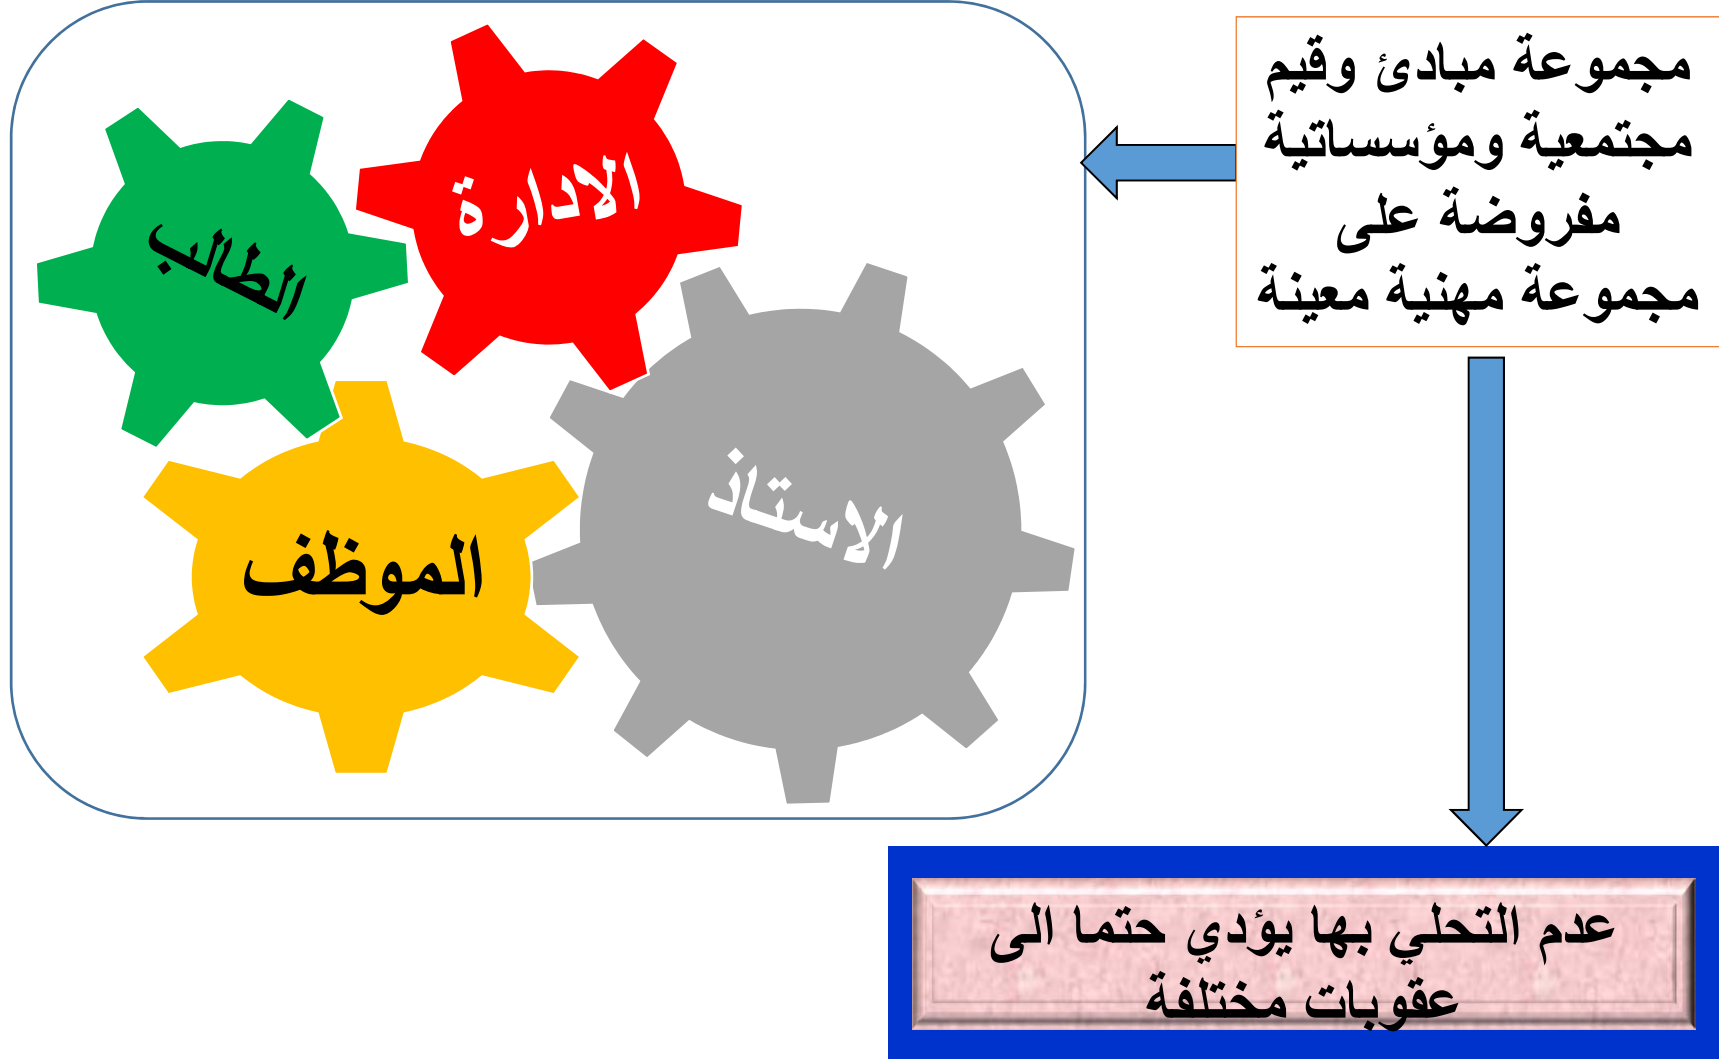 مجموعة مبادئ وقيم
مجتمعية ومؤسساتية
مفروضة على
مجموعة مهنية معينة
الادارة
الطالب
الاستاذ
الموظف
عدم التحلي بها يؤدي حتما الى
عقوبات مختلفة